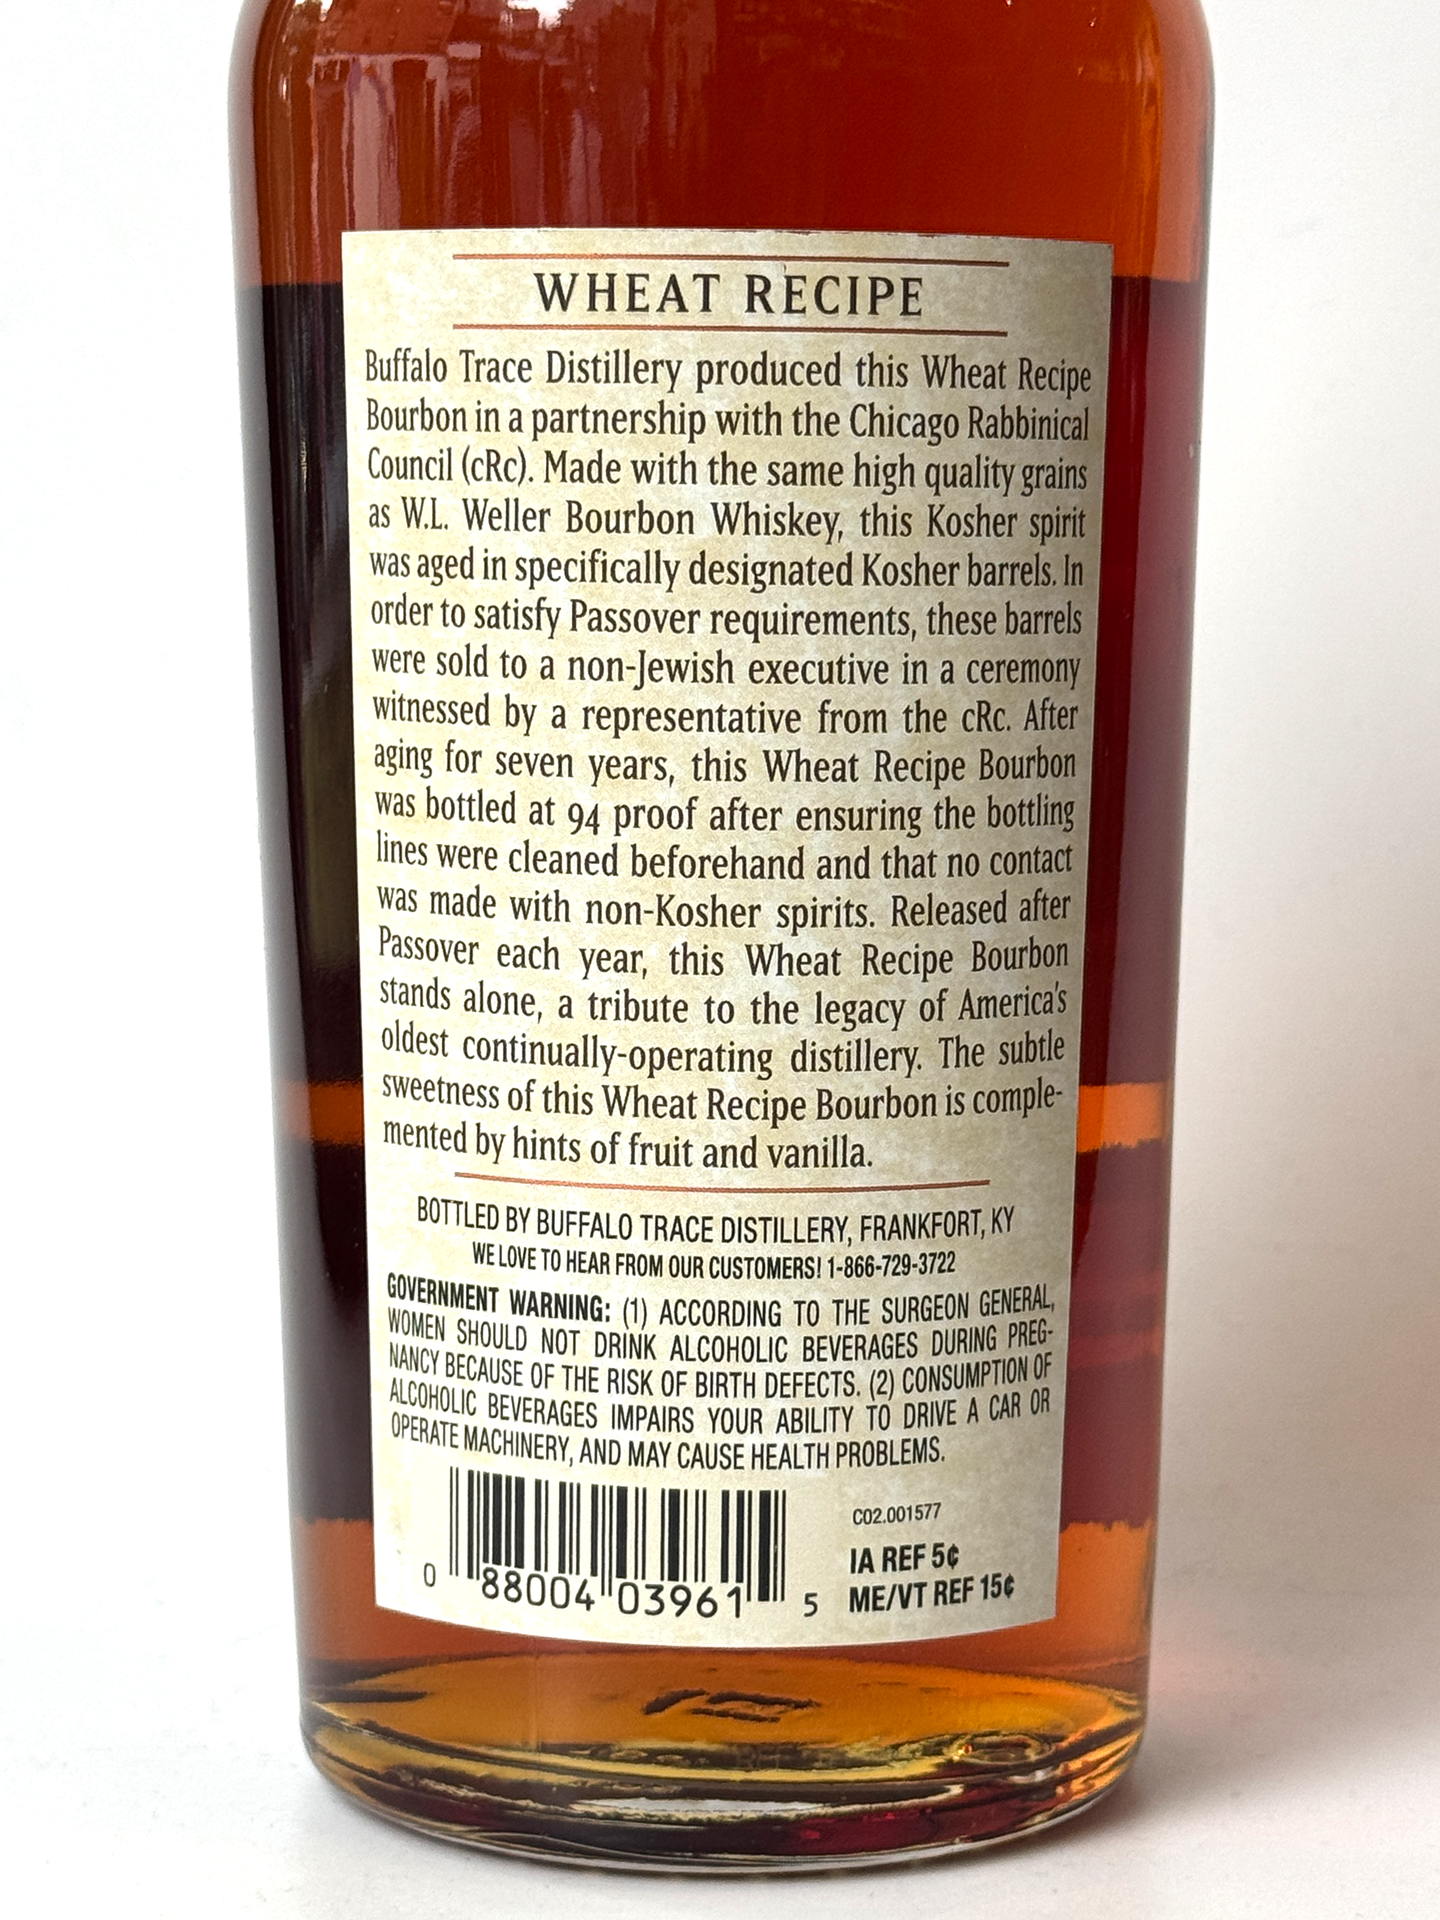 WHEAT RECIPE
Buffalo Trace Distillery produced this Wheat Recipe
Bourbon in a partnership with the Chicago Rabbinical
Council (cRc). Made with the same high quality grains
as W.L. Weller Bourbon Whiskey, this Kosher spirit
was aged in specifically designated Kosher barrels. In
order to satisfy Passover requirements, these barrels
were sold to a non-Jewish executive in a ceremony
witnessed by a representative from the cRc. After
aging for seven years, this Wheat Recipe Bourbon
was bottled at 94 proof after ensuring the bottling
lines were cleaned beforehand and that no contact
was made with non-Kosher spirits. Released after
Passover each year, this Wheat Recipe Bourbon
stands alone, a tribute to the legacy of America's
oldest continually-operating distillery. The subtle
sweetness of this Wheat Recipe Bourbon is comple-
mented by hints of fruit and vanilla.
BOTTLED BY BUFFALO TRACE DISTILLERY, FRANKFORT, KY
WE LOVE TO HEAR FROM OUR CUSTOMERS! 1-866-729-3722
GOVERNMENT WARNING: (1) ACCORDING TO THE SURGEON GENERAL,
WOMEN SHOULD NOT DRINK ALCOHOLIC BEVERAGES DURING PREG-
NANCY BECAUSE OF THE RISK OF BIRTH DEFECTS. (2) CONSUMPTION OF
ALCOHOLIC BEVERAGES IMPAIRS YOUR ABILITY TO DRIVE A CAR OR
OPERATE MACHINERY, AND MAY CAUSE HEALTH PROBLEMS.
0 88004 03961 5
C02.001577
IA REF 5¢
ME/VT REF 15¢